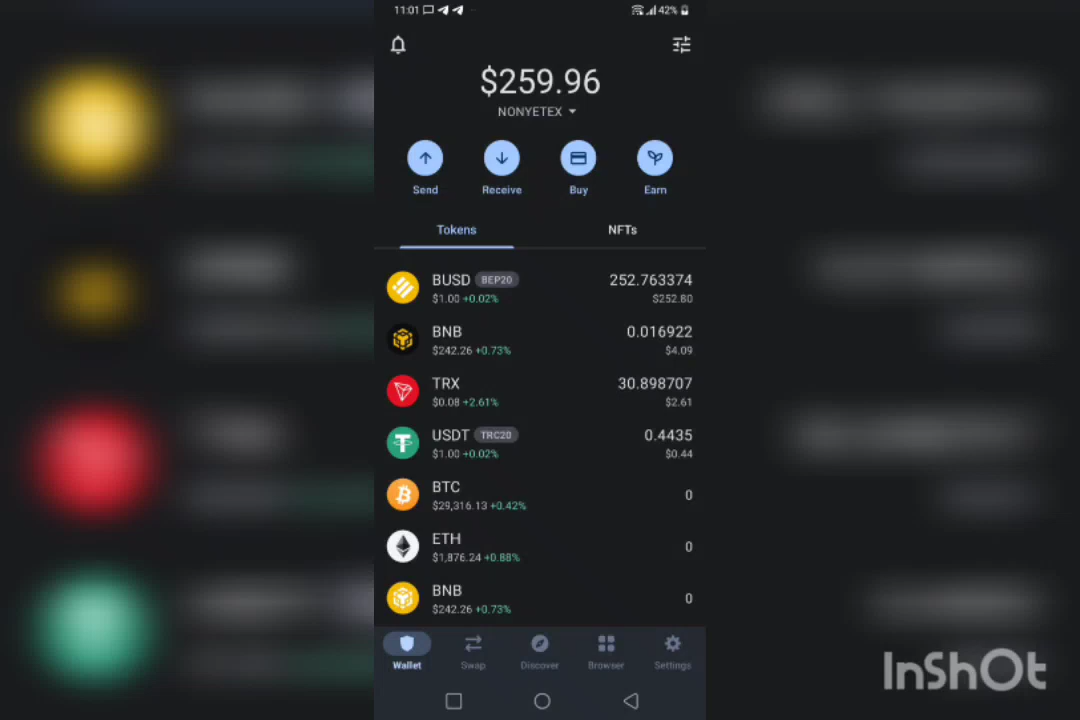 11:01 42%
$259.96
NONYETEX
Send Receive Buy Earn
Tokens NFTs
BUSD BEP20 252.763374
$1.00 +0.02% $252.80
BNB 0.016922
$242.26 +0.73% $4.09
TRX 30.898707
$0.08 +2.61% $2.61
USDT TRC20 0.4435
$1.00 +0.02% $0.44
BTC 0
$29,316.13 +0.42%
ETH 0
$1,876.24 +0.88%
BNB 0
$242.26 +0.73%
Wallet Swap Discover Browser Settings
InShOt